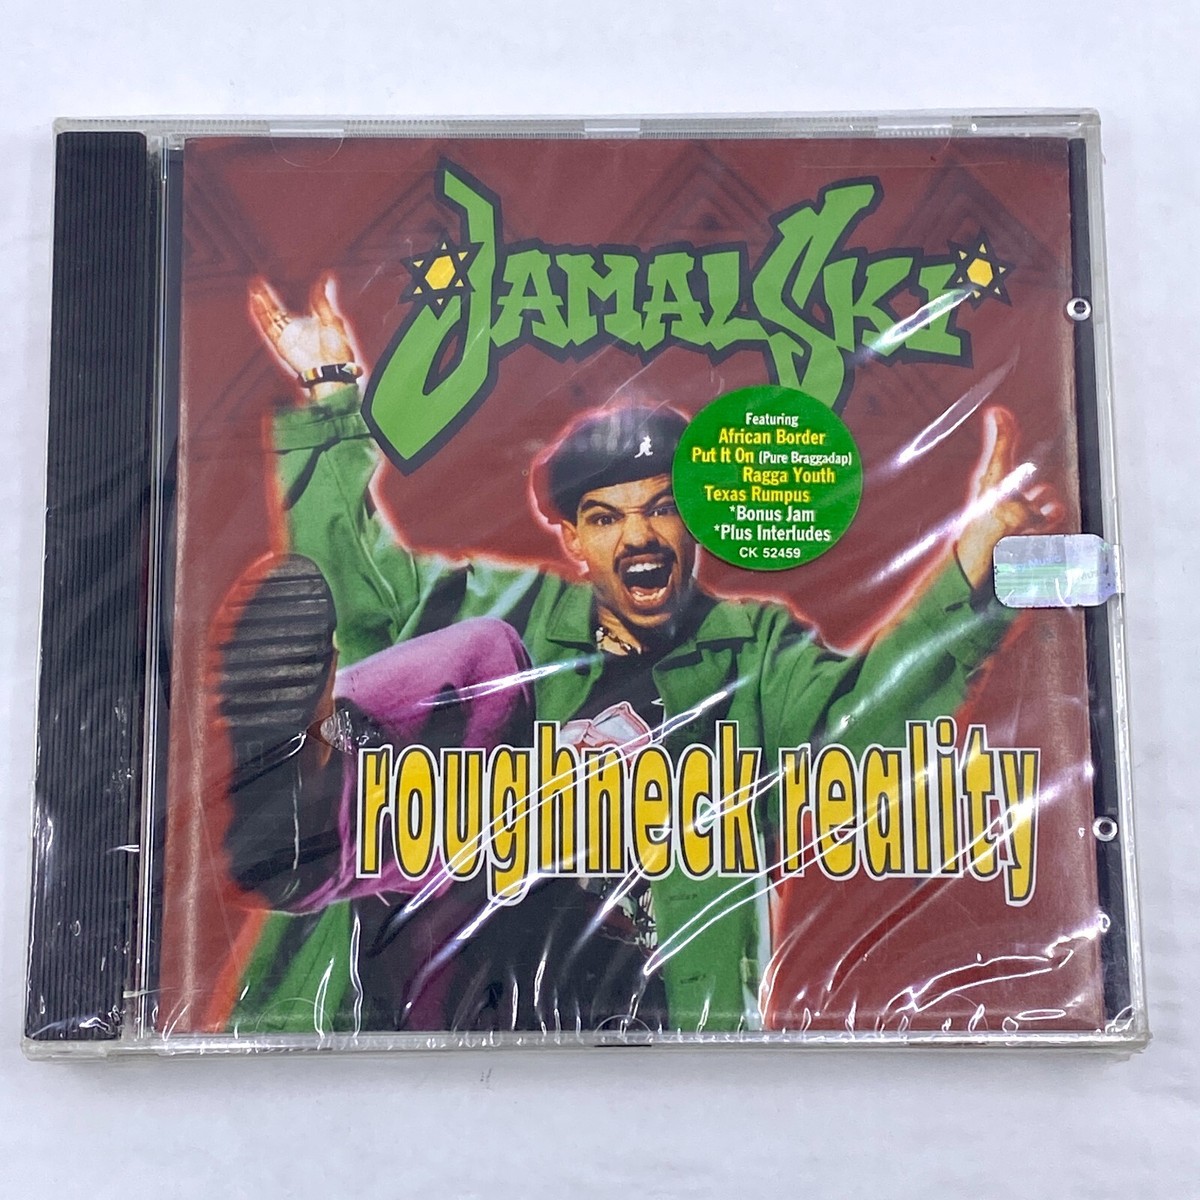 JAMALSKI
Featuring
African Border
Put It On (Pure Braggadap)
Ragga Youth
Texas Rumpus
*Bonus Jam
*Plus Interludes
CK 52459
roughneck reality